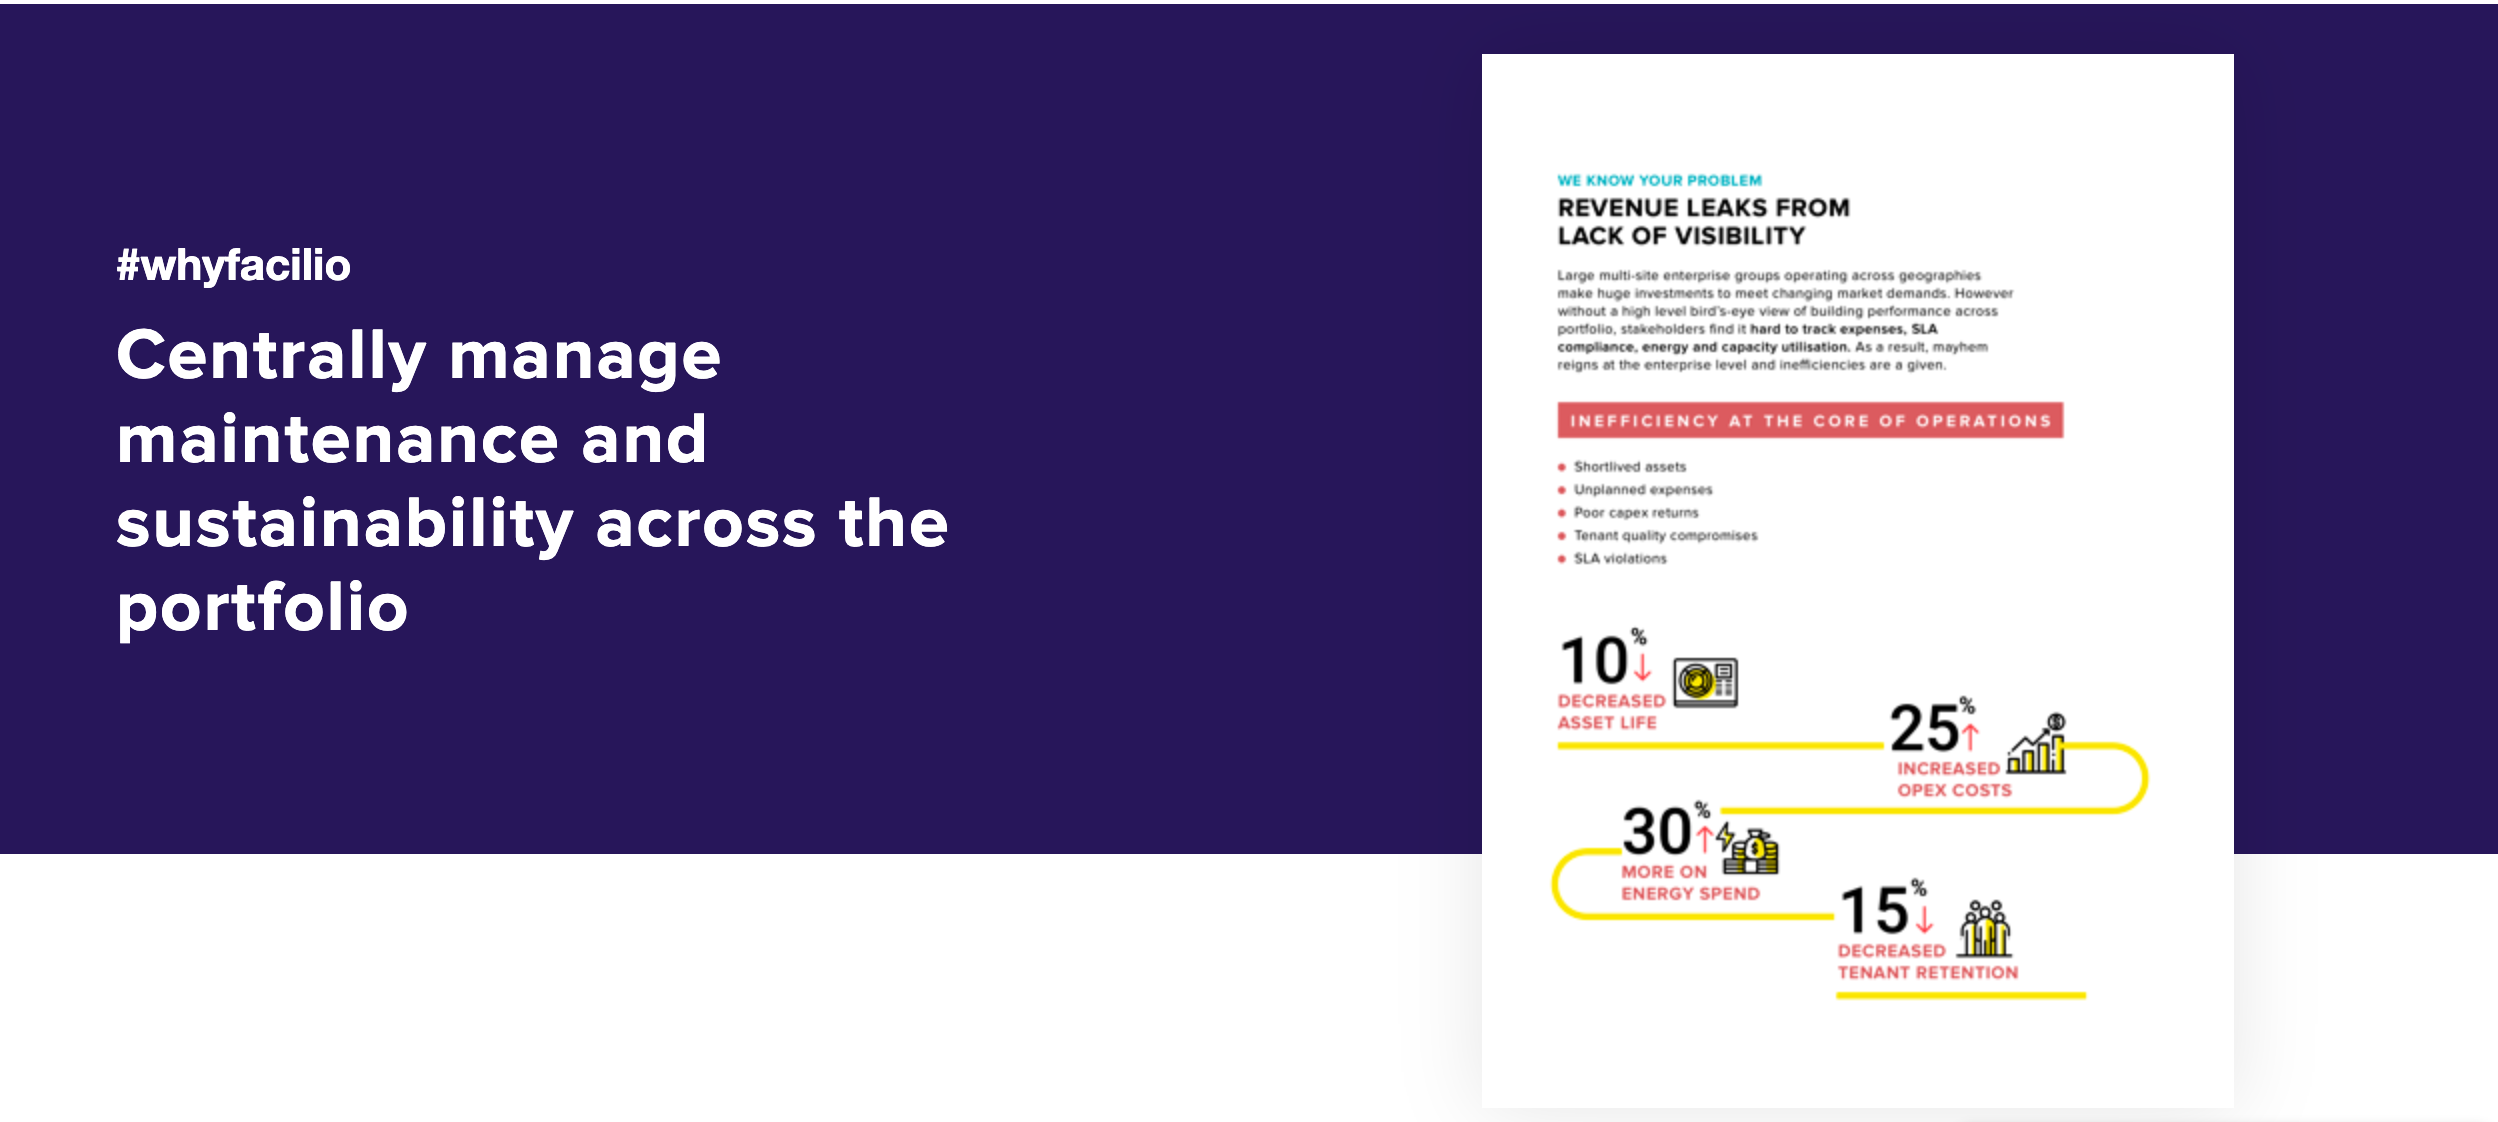 #whyfacilio
Centrally manage
maintenance and
sustainability across the
portfolio
WE KNOW YOUR PROBLEM
REVENUE LEAKS FROM
LACK OF VISIBILITY
Large multi-site enterprise groups operating across geographies
make huge investments to meet changing market demands. However
without a high level bird's-eye view of building performance across
portfolio, stakeholders find it hard to track expenses, SLA
compliance, energy and capacity utilisation. As a result, mayhem
reigns at the enterprise level and inefficiencies are a given.
INEFFICIENCY AT THE CORE OF OPERATIONS
Shortlived assets
Unplanned expenses
Poor capex returns
Tenant quality compromises
SLA violations
10%↓
DECREASED
ASSET LIFE
25%↑
INCREASED
OPEX COSTS
30%↑
MORE ON
ENERGY SPEND
15%↓
DECREASED
TENANT RETENTION